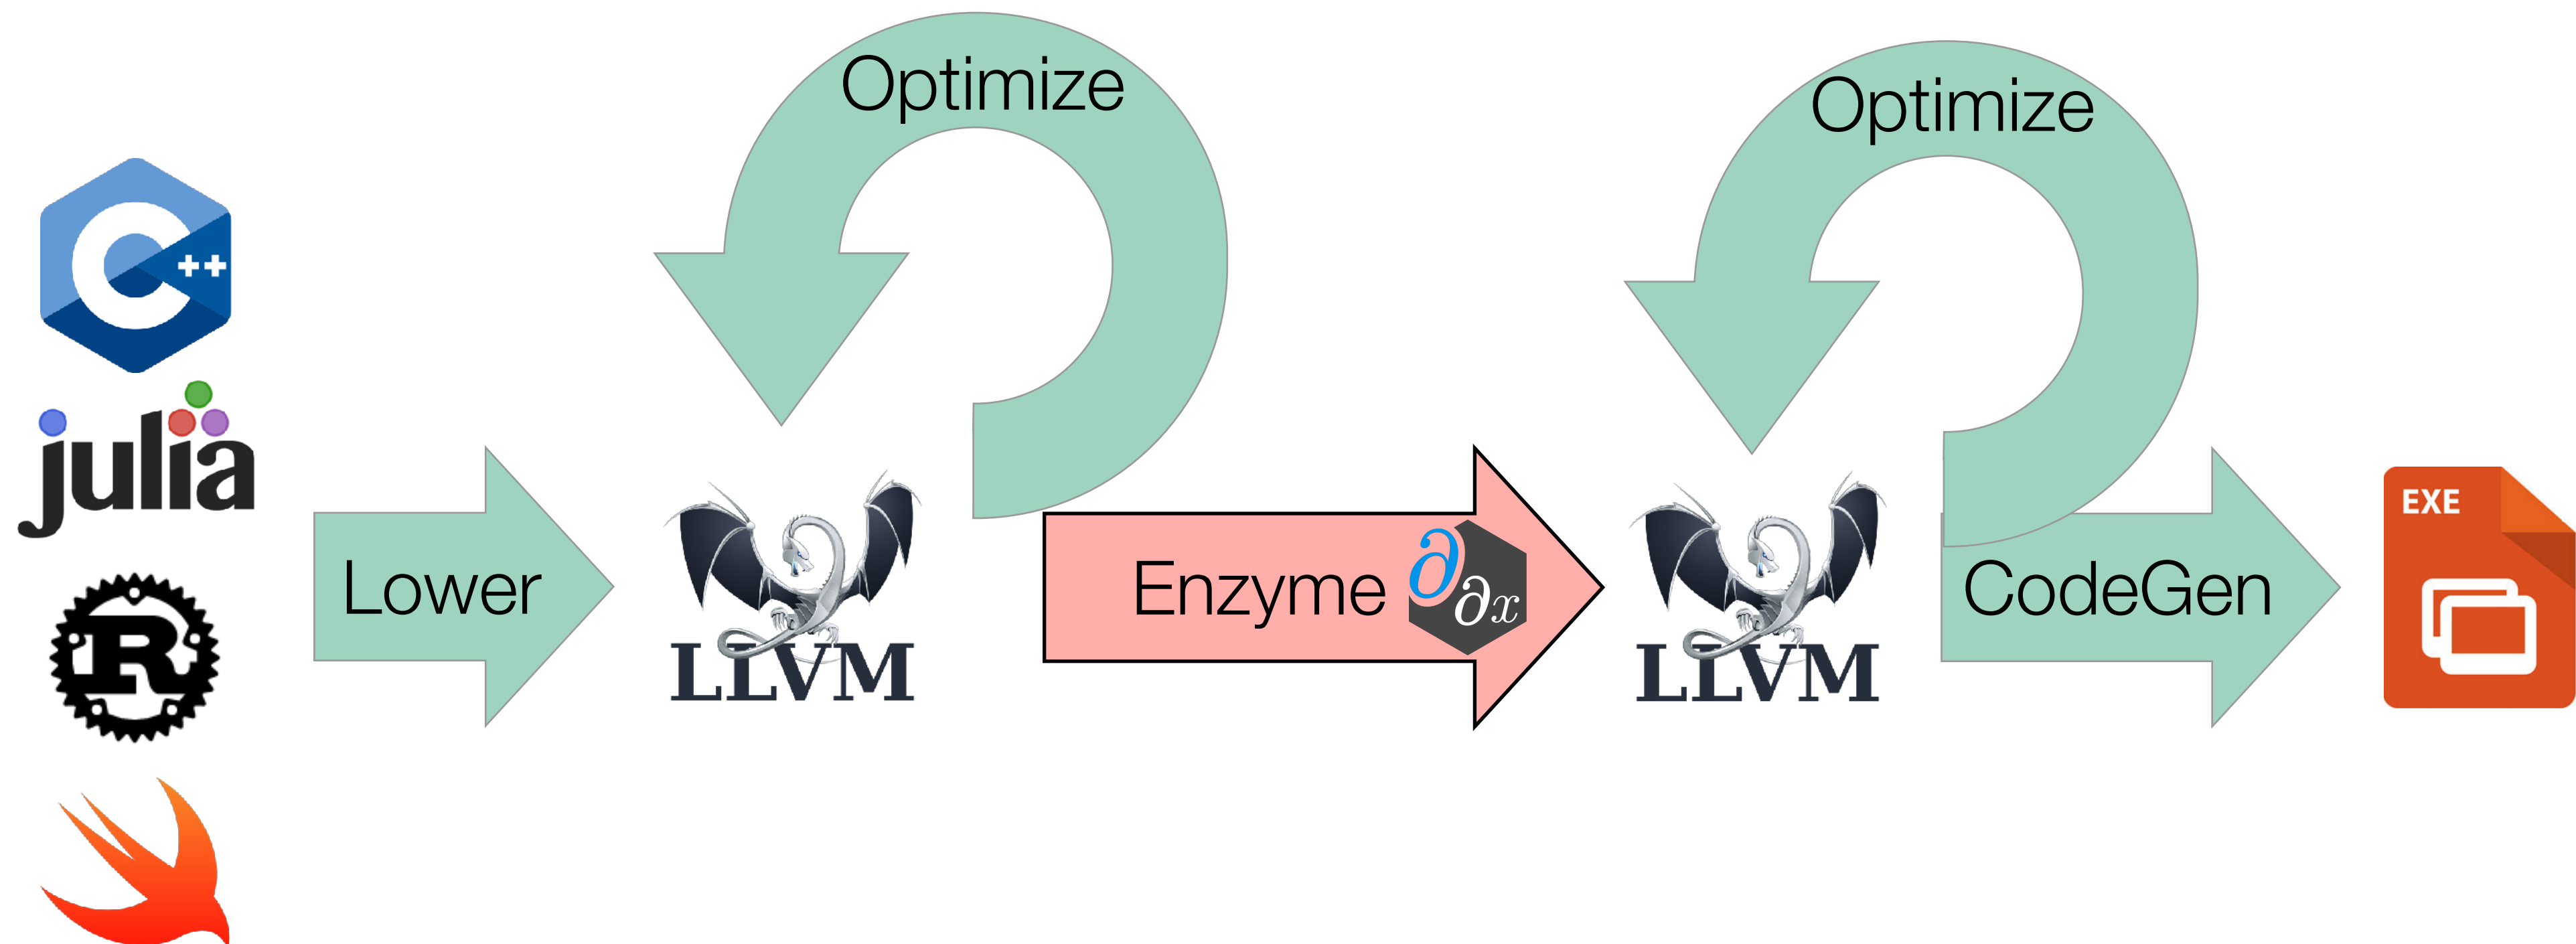 Optimize
Optimize
C++
julia
R
Lower
LLVM
Enzyme ∂ ∂x
LLVM
CodeGen
EXE